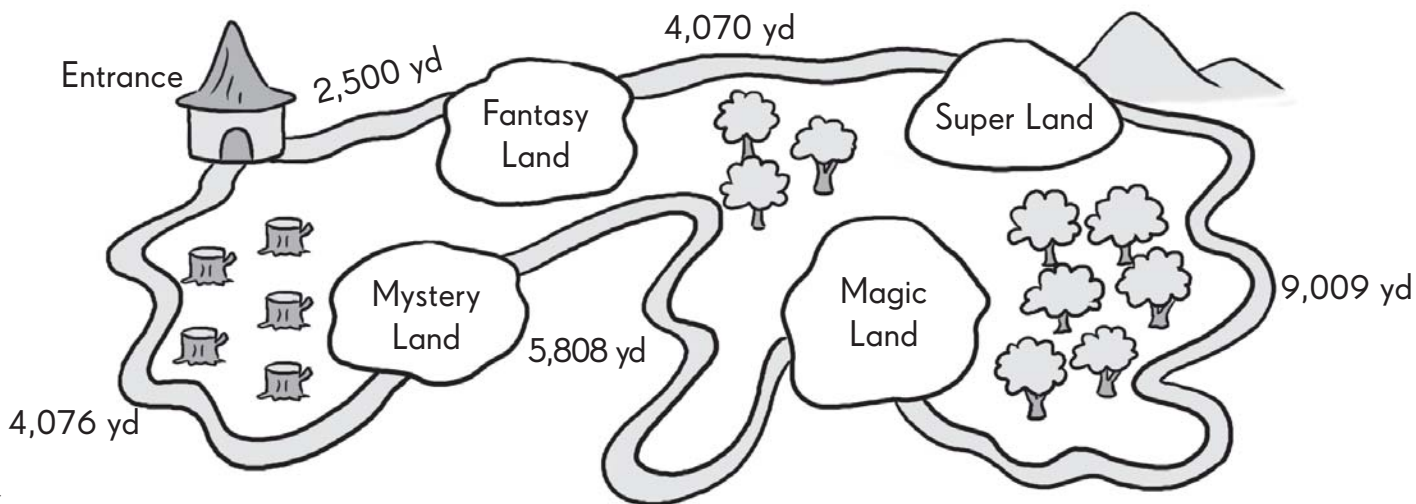 4,070 yd
Entrance
2,500 yd
Fantasy
Land
Super Land
Mystery
Land
Magic
Land
9,009 yd
5,808 yd
4,076 yd